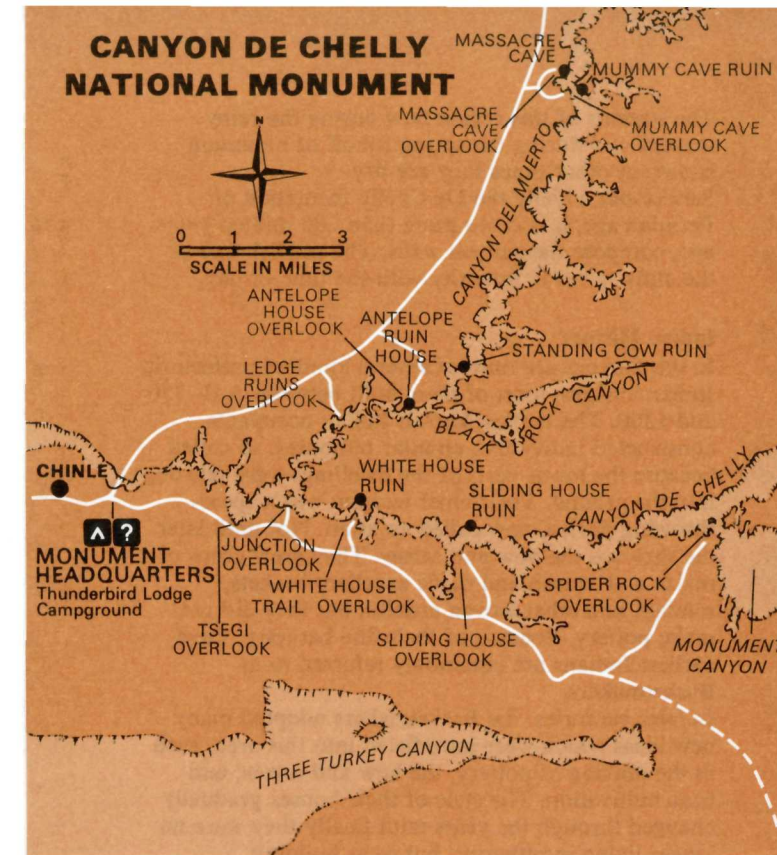 CANYON DE CHELLY
NATIONAL MONUMENT
MASSACRE
CAVE
MUMMY CAVE RUIN
MASSACRE
CAVE
OVERLOOK
MUMMY CAVE
OVERLOOK
N
0 1 2 3
SCALE IN MILES
CANYON DEL MUERTO
ANTELOPE
HOUSE
OVERLOOK
ANTELOPE
RUIN
HOUSE
STANDING COW RUIN
LEDGE
RUINS
OVERLOOK
BLACK ROCK CANYON
CHINLE
WHITE HOUSE
RUIN
SLIDING HOUSE
RUIN
CANYON DE CHELLY
?
MONUMENT
HEADQUARTERS
Thunderbird Lodge
Campground
JUNCTION
OVERLOOK
WHITE HOUSE
TRAIL OVERLOOK
SPIDER ROCK
OVERLOOK
TSEGI
OVERLOOK
SLIDING HOUSE
OVERLOOK
MONUMENT
CANYON
THREE TURKEY CANYON